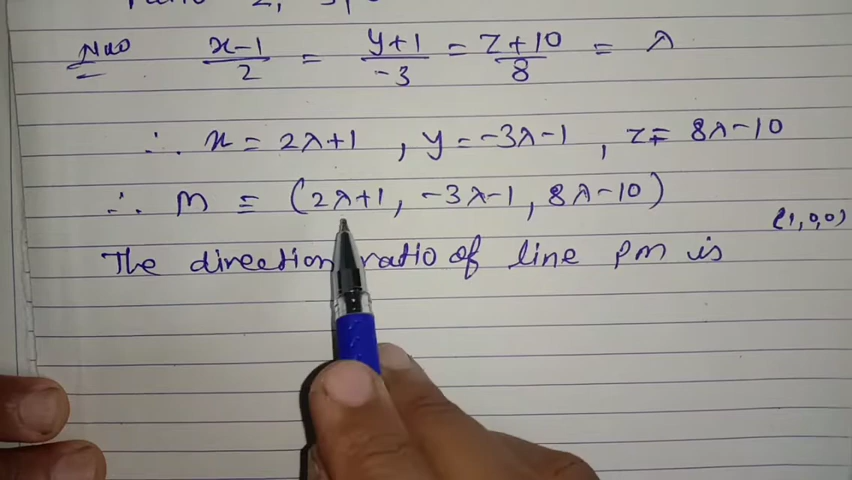 Now x-1/2 = y+1/-3 = z+10/8 = λ
∴ x = 2λ+1 , y = -3λ-1 , z = 8λ-10
∴ M ≡ (2λ+1, -3λ-1, 8λ-10)
(1,0,0)
The direction ratio of line PM is